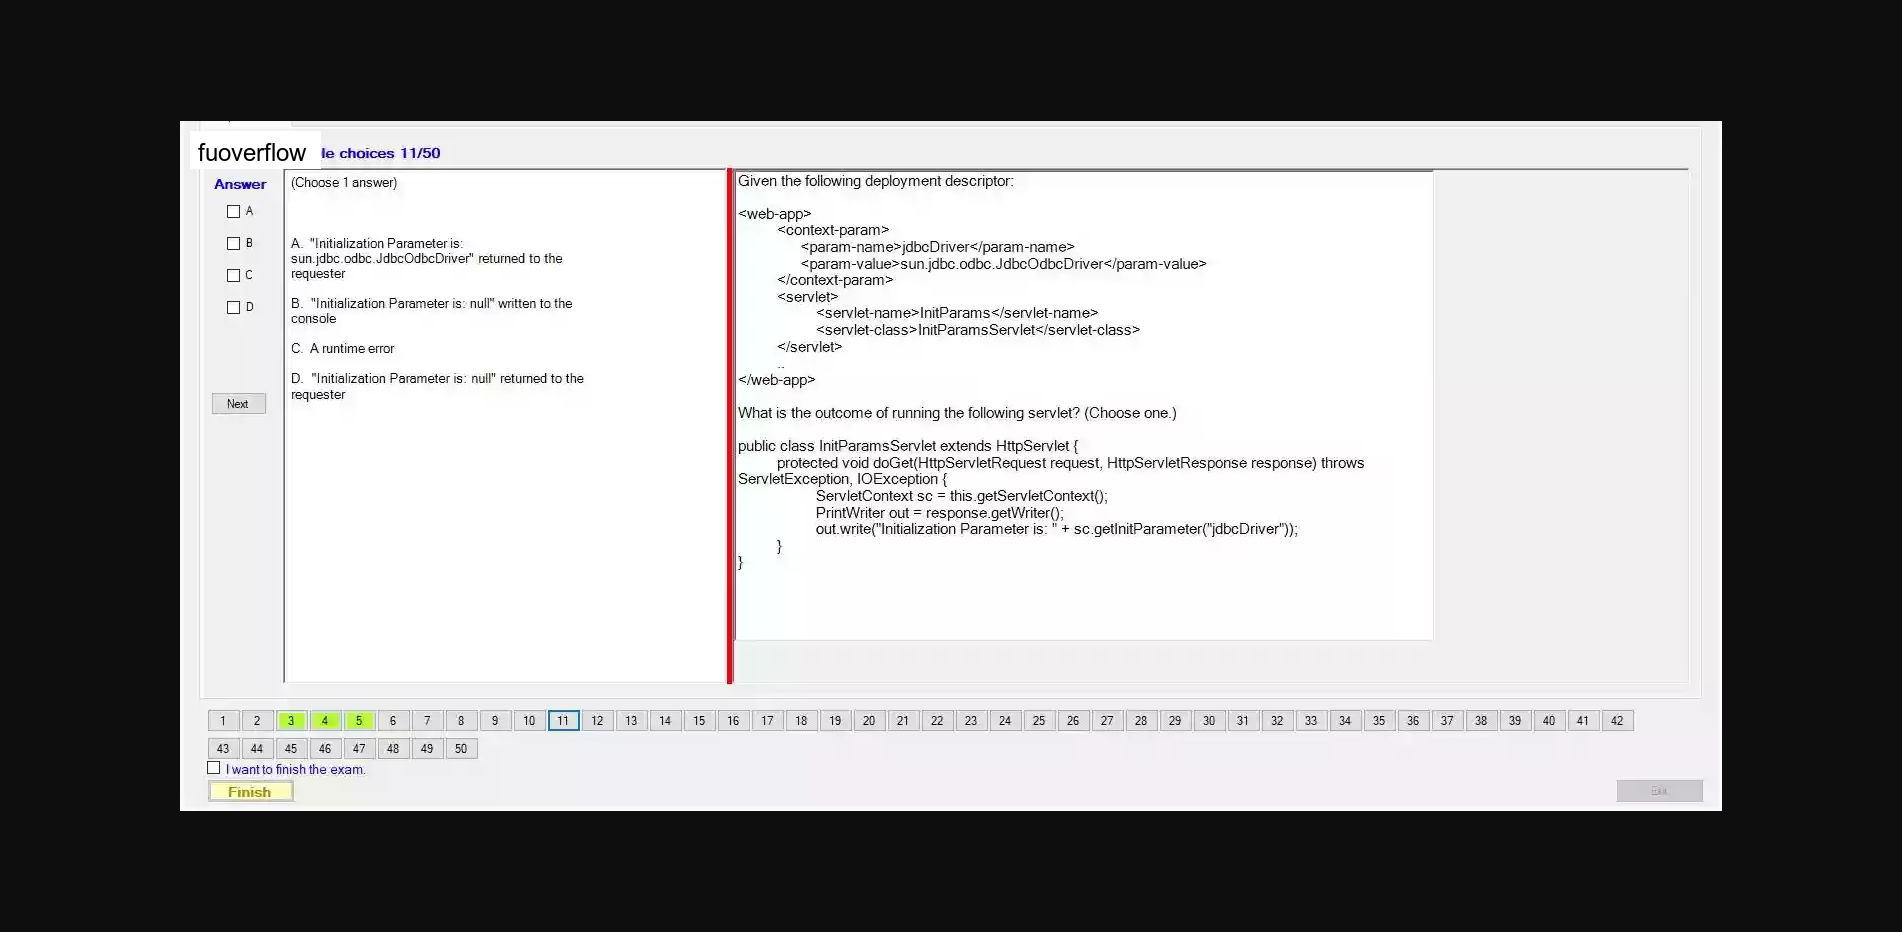 fuoverflow
le choices 11/50
Answer
A
B
C
D
Next
(Choose 1 answer)
A. "Initialization Parameter is:
sun.jdbc.odbc.JdbcOdbcDriver" returned to the
requester
B. "Initialization Parameter is: null" written to the
console
C. A runtime error
D. "Initialization Parameter is: null" returned to the
requester
Given the following deployment descriptor:
<web-app>
<context-param>
<param-name>jdbcDriver</param-name>
<param-value>sun.jdbc.odbc.JdbcOdbcDriver</param-value>
</context-param>
<servlet>
<servlet-name>InitParams</servlet-name>
<servlet-class>InitParamsServlet</servlet-class>
</servlet>
..
</web-app>
What is the outcome of running the following servlet? (Choose one.)
public class InitParamsServlet extends HttpServlet {
protected void doGet(HttpServletRequest request, HttpServletResponse response) throws
ServletException, IOException {
ServletContext sc = this.getServletContext();
PrintWriter out = response.getWriter();
out.write("Initialization Parameter is: " + sc.getInitParameter("jdbcDriver"));
}
}
1 2 3 4 5 6 7 8 9 10 11 12 13 14 15 16 17 18 19 20 21 22 23 24 25 26 27 28 29 30 31 32 33 34 35 36 37 38 39 40 41 42
43 44 45 46 47 48 49 50
I want to finish the exam.
Finish